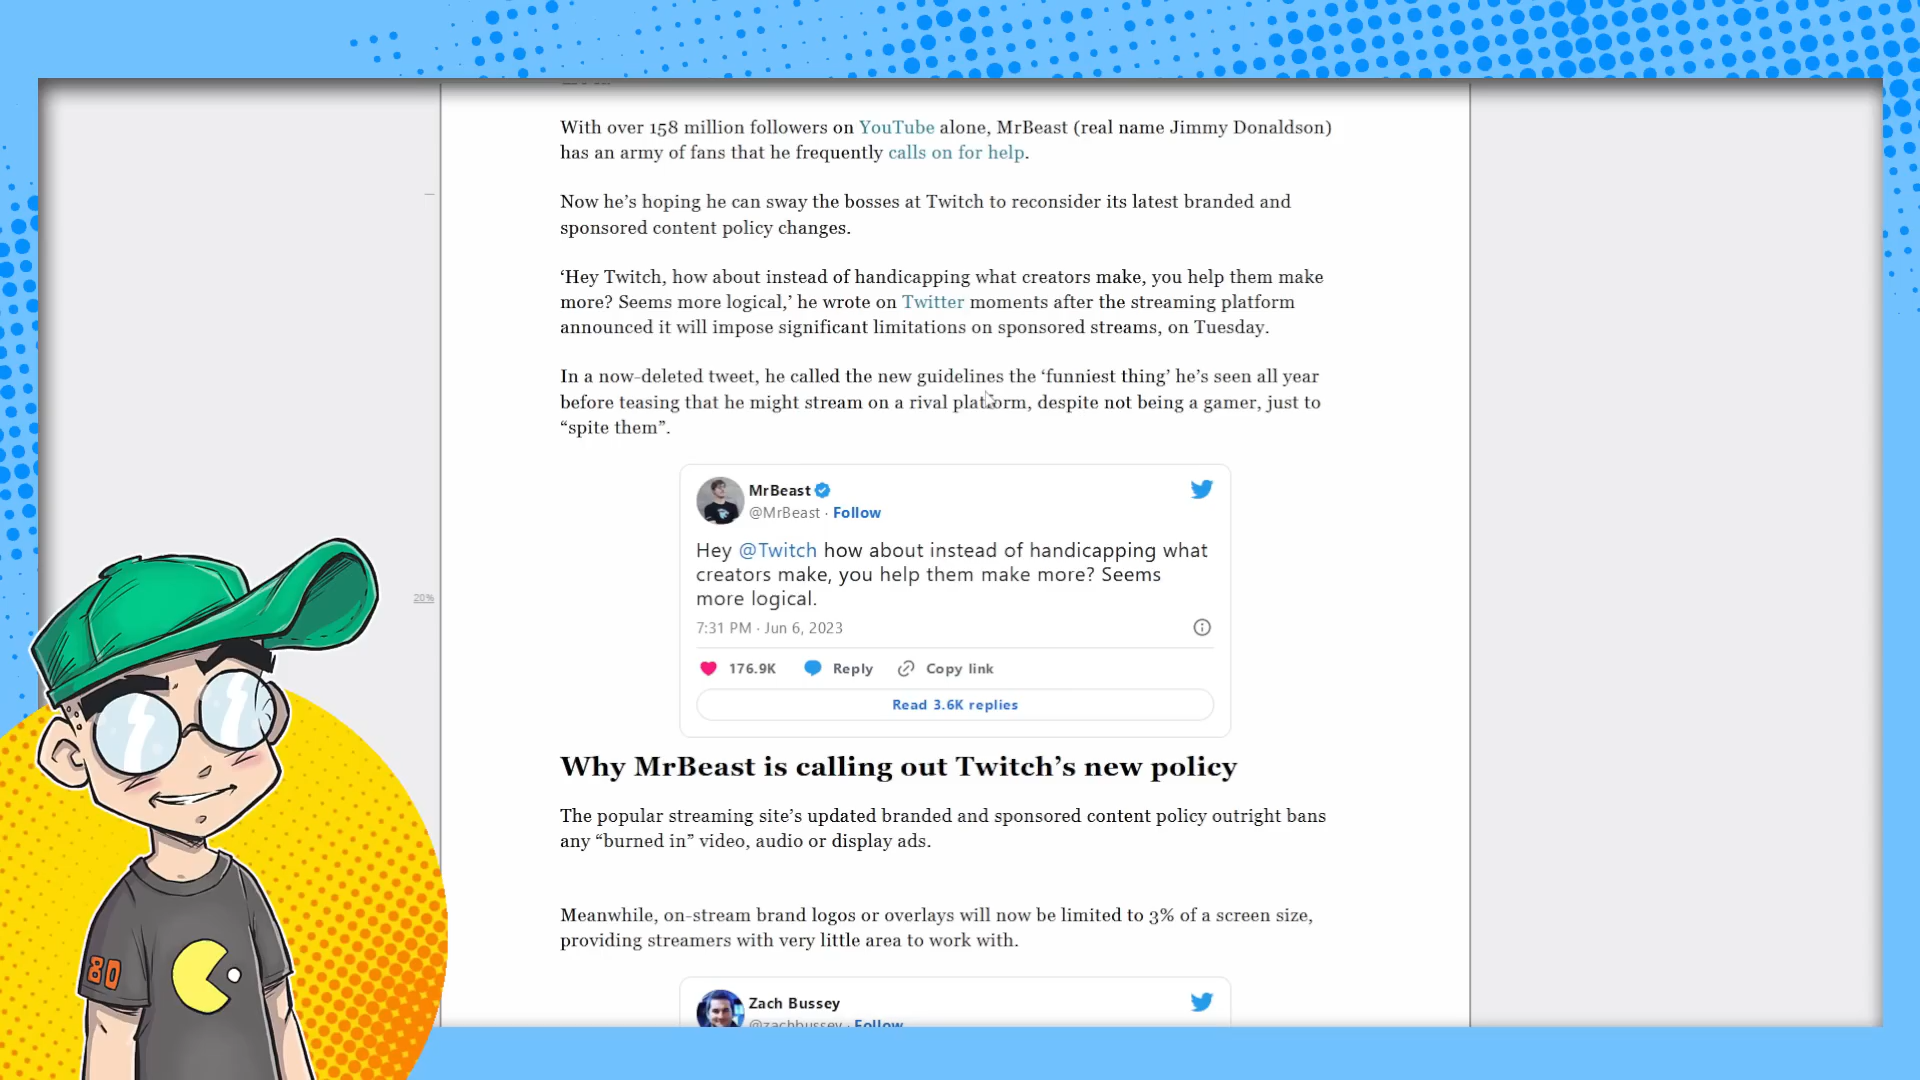 With over 158 million followers on YouTube alone, MrBeast (real name Jimmy Donaldson)
has an army of fans that he frequently calls on for help.
Now he’s hoping he can sway the bosses at Twitch to reconsider its latest branded and
sponsored content policy changes.
‘Hey Twitch, how about instead of handicapping what creators make, you help them make
more? Seems more logical,’ he wrote on Twitter moments after the streaming platform
announced it will impose significant limitations on sponsored streams, on Tuesday.
In a now-deleted tweet, he called the new guidelines the ‘funniest thing’ he’s seen all year
before teasing that he might stream on a rival platform, despite not being a gamer, just to
“spite them”.
MrBeast
@MrBeast · Follow
Hey @Twitch how about instead of handicapping what
creators make, you help them make more? Seems
more logical.
7:31 PM · Jun 6, 2023
176.9K Reply Copy link
Read 3.6K replies
20%
Why MrBeast is calling out Twitch’s new policy
The popular streaming site’s updated branded and sponsored content policy outright bans
any “burned in” video, audio or display ads.
Meanwhile, on-stream brand logos or overlays will now be limited to 3% of a screen size,
providing streamers with very little area to work with.
Zach Bussey
@zachbussey · Follow
80